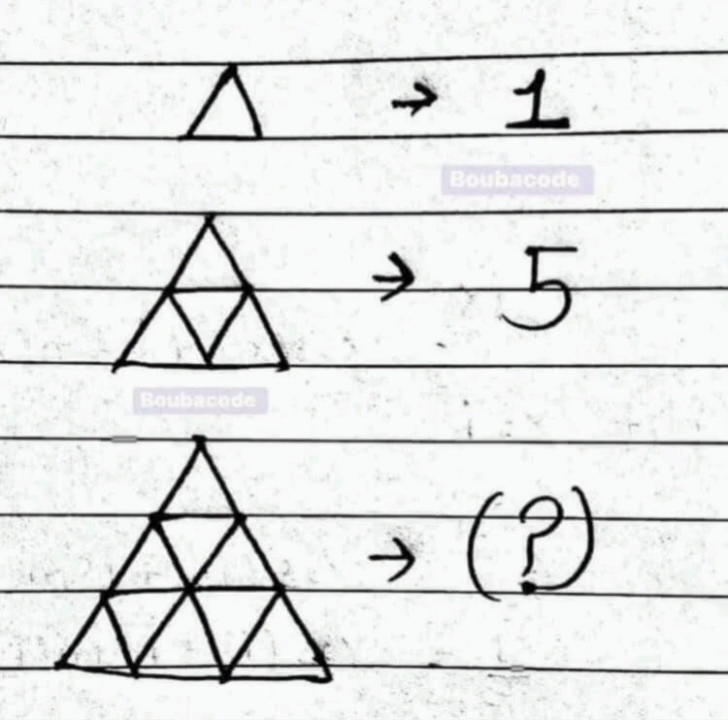 → 1
Boubacode
→ 5
Boubacode
→ (?)